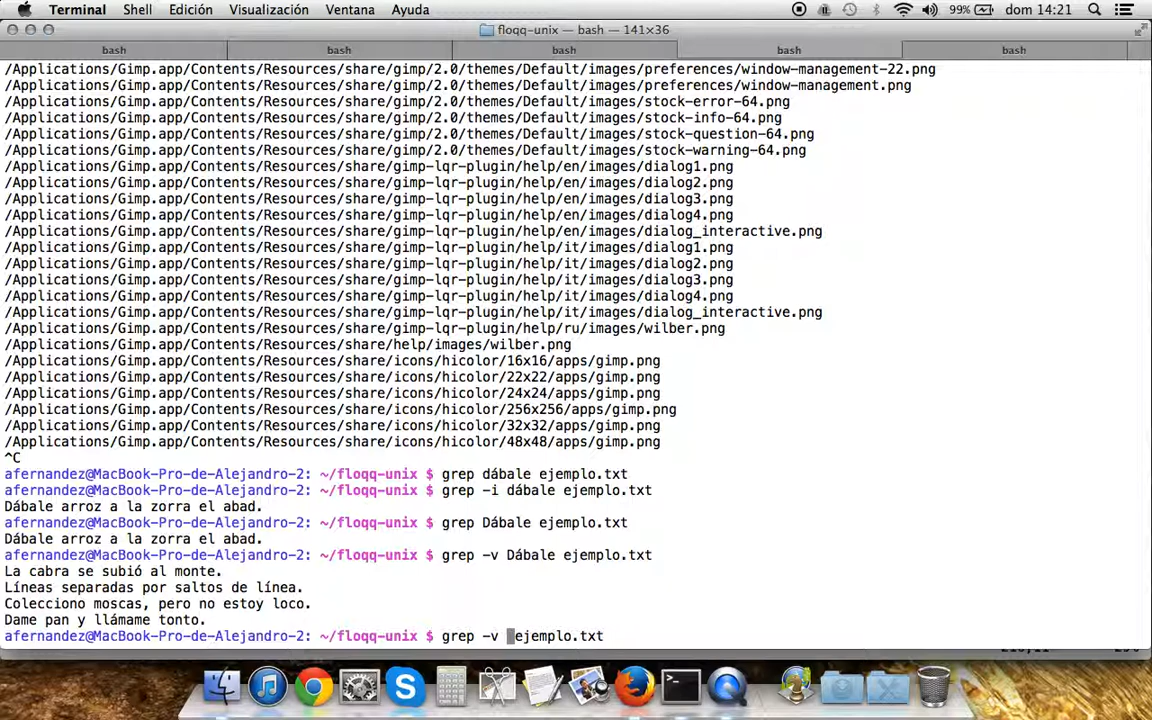 Terminal Shell Edición Visualización Ventana Ayuda 99% dom 14:21
floqq-unix — bash — 141×36
bash bash bash bash bash
/Applications/Gimp.app/Contents/Resources/share/gimp/2.0/themes/Default/images/preferences/window-management-22.png
/Applications/Gimp.app/Contents/Resources/share/gimp/2.0/themes/Default/images/preferences/window-management.png
/Applications/Gimp.app/Contents/Resources/share/gimp/2.0/themes/Default/images/stock-error-64.png
/Applications/Gimp.app/Contents/Resources/share/gimp/2.0/themes/Default/images/stock-info-64.png
/Applications/Gimp.app/Contents/Resources/share/gimp/2.0/themes/Default/images/stock-question-64.png
/Applications/Gimp.app/Contents/Resources/share/gimp/2.0/themes/Default/images/stock-warning-64.png
/Applications/Gimp.app/Contents/Resources/share/gimp-lqr-plugin/help/en/images/dialog1.png
/Applications/Gimp.app/Contents/Resources/share/gimp-lqr-plugin/help/en/images/dialog2.png
/Applications/Gimp.app/Contents/Resources/share/gimp-lqr-plugin/help/en/images/dialog3.png
/Applications/Gimp.app/Contents/Resources/share/gimp-lqr-plugin/help/en/images/dialog4.png
/Applications/Gimp.app/Contents/Resources/share/gimp-lqr-plugin/help/en/images/dialog_interactive.png
/Applications/Gimp.app/Contents/Resources/share/gimp-lqr-plugin/help/it/images/dialog1.png
/Applications/Gimp.app/Contents/Resources/share/gimp-lqr-plugin/help/it/images/dialog2.png
/Applications/Gimp.app/Contents/Resources/share/gimp-lqr-plugin/help/it/images/dialog3.png
/Applications/Gimp.app/Contents/Resources/share/gimp-lqr-plugin/help/it/images/dialog4.png
/Applications/Gimp.app/Contents/Resources/share/gimp-lqr-plugin/help/it/images/dialog_interactive.png
/Applications/Gimp.app/Contents/Resources/share/gimp-lqr-plugin/help/ru/images/wilber.png
/Applications/Gimp.app/Contents/Resources/share/help/images/wilber.png
/Applications/Gimp.app/Contents/Resources/share/icons/hicolor/16x16/apps/gimp.png
/Applications/Gimp.app/Contents/Resources/share/icons/hicolor/22x22/apps/gimp.png
/Applications/Gimp.app/Contents/Resources/share/icons/hicolor/24x24/apps/gimp.png
/Applications/Gimp.app/Contents/Resources/share/icons/hicolor/256x256/apps/gimp.png
/Applications/Gimp.app/Contents/Resources/share/icons/hicolor/32x32/apps/gimp.png
/Applications/Gimp.app/Contents/Resources/share/icons/hicolor/48x48/apps/gimp.png
^C
afernandez@MacBook-Pro-de-Alejandro-2: ~/floqq-unix $ grep dábale ejemplo.txt
afernandez@MacBook-Pro-de-Alejandro-2: ~/floqq-unix $ grep -i dábale ejemplo.txt
Dábale arroz a la zorra el abad.
afernandez@MacBook-Pro-de-Alejandro-2: ~/floqq-unix $ grep Dábale ejemplo.txt
Dábale arroz a la zorra el abad.
afernandez@MacBook-Pro-de-Alejandro-2: ~/floqq-unix $ grep -v Dábale ejemplo.txt
La cabra se subió al monte.
Líneas separadas por saltos de línea.
Colecciono moscas, pero no estoy loco.
Dame pan y llámame tonto.
afernandez@MacBook-Pro-de-Alejandro-2: ~/floqq-unix $ grep -v ejemplo.txt